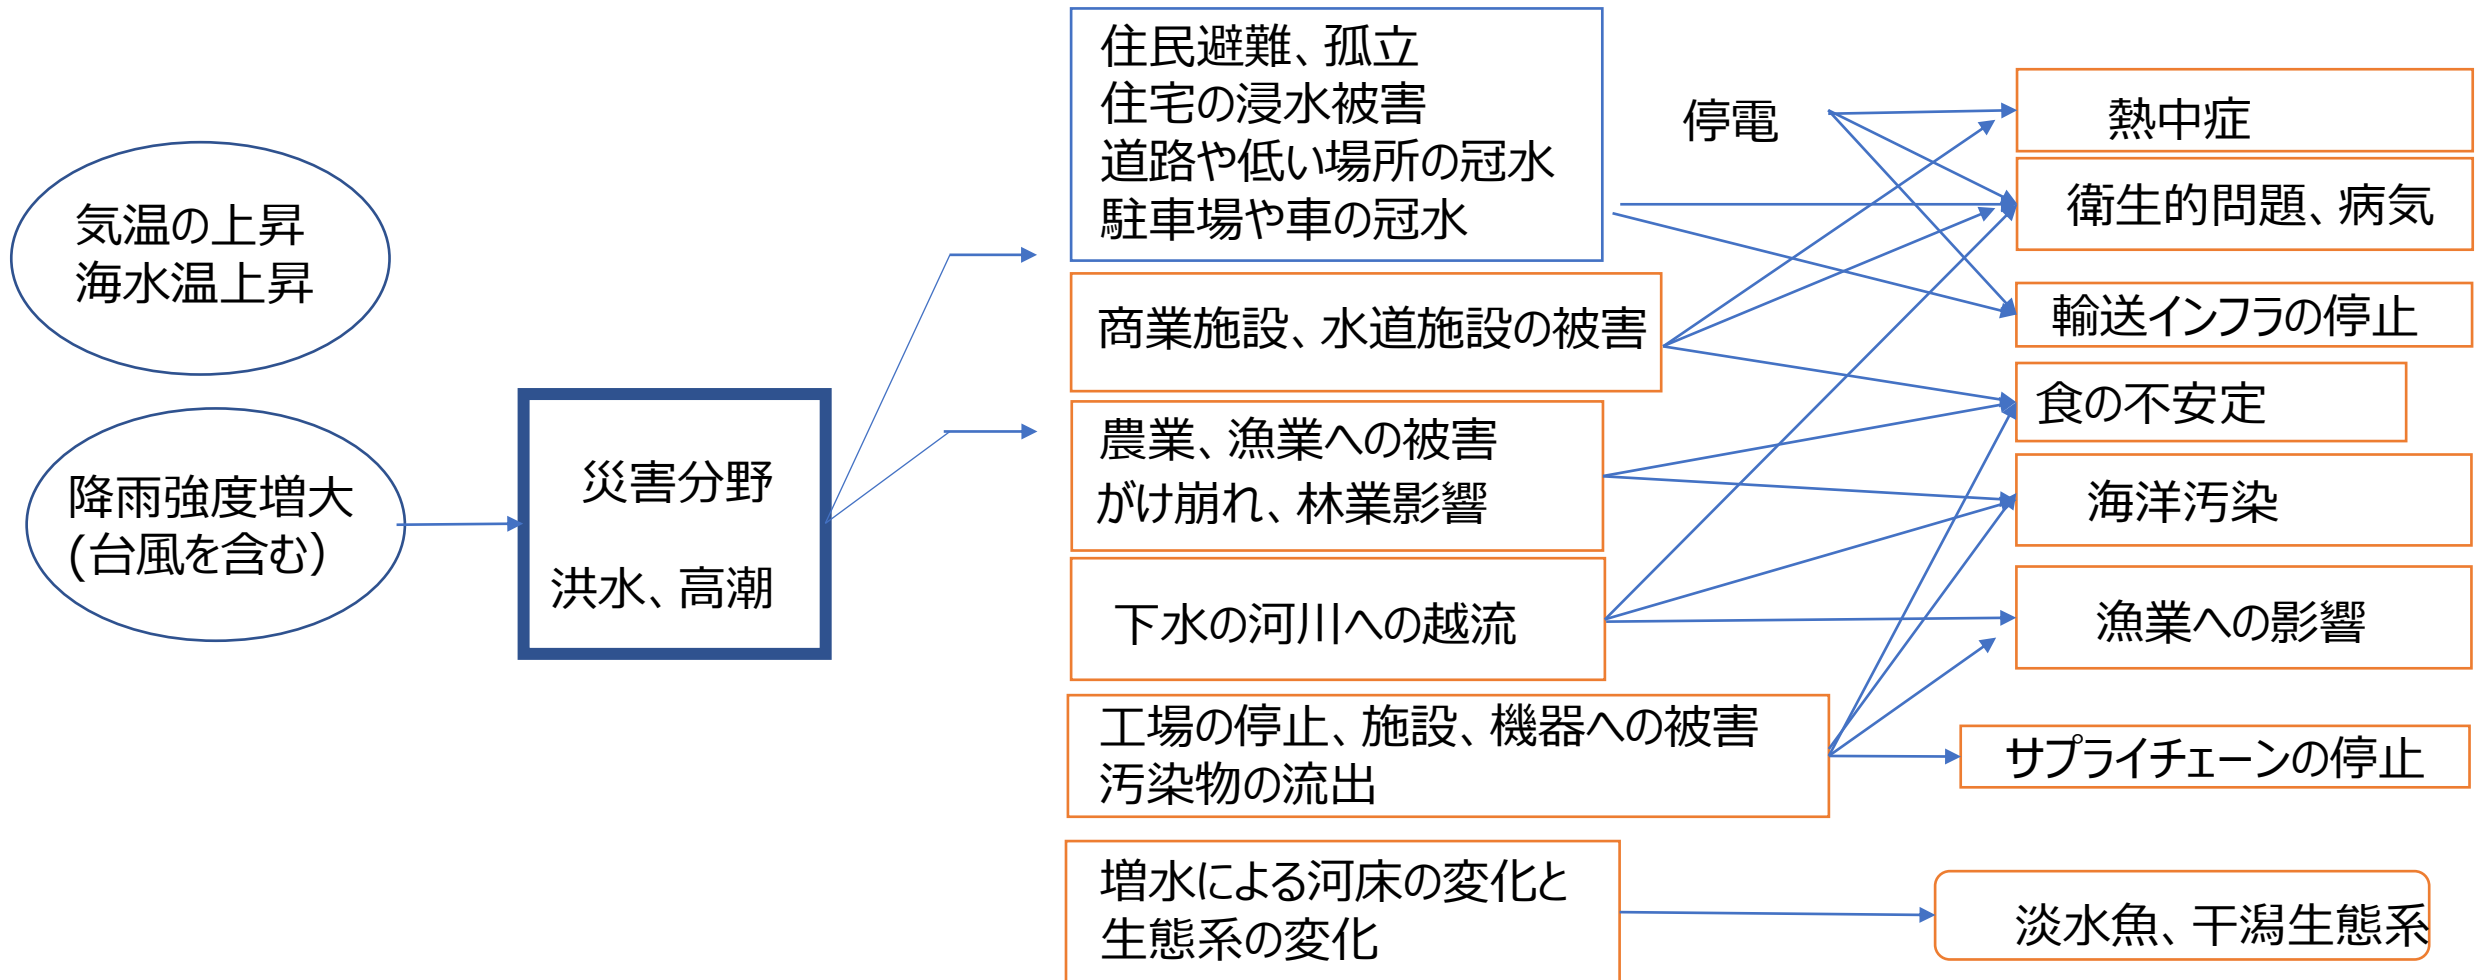 気温の上昇
海水温上昇
降雨強度増大
(台風を含む）
災害分野
洪水、高潮
住民避難、孤立
住宅の浸水被害
道路や低い場所の冠水
駐車場や車の冠水
商業施設、水道施設の被害
農業、漁業への被害
がけ崩れ、林業影響
下水の河川への越流
工場の停止、施設、機器への被害
汚染物の流出
増水による河床の変化と
生態系の変化
停電
熱中症
衛生的問題、病気
輸送インフラの停止
食の不安定
海洋汚染
漁業への影響
サプライチェーンの停止
淡水魚、干潟生態系